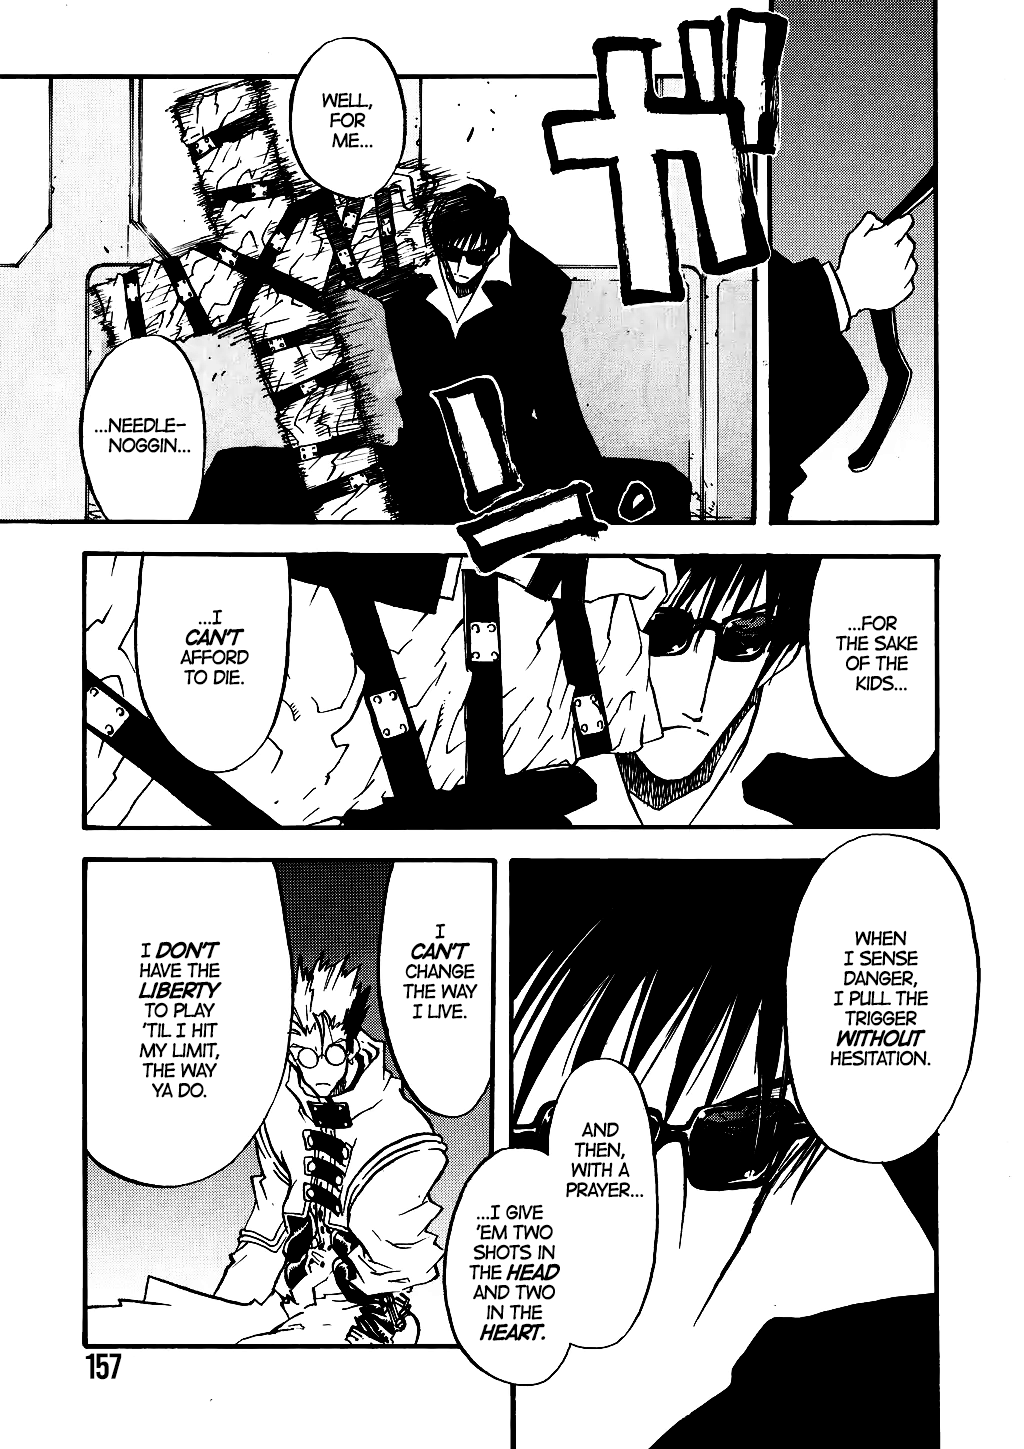 WELL,
FOR
ME...
ガガーッ
...NEEDLE-
NOGGIN...
...FOR
THE SAKE
OF THE
KIDS...
...I
CAN'T
AFFORD
TO DIE.
WHEN
I SENSE
DANGER,
I PULL THE
TRIGGER
WITHOUT
HESITATION.
AND
THEN,
WITH A
PRAYER...
...I GIVE
'EM TWO
SHOTS IN
THE HEAD
AND TWO
IN THE
HEART.
I
CAN'T
CHANGE
THE WAY
I LIVE.
I DON'T
HAVE THE
LIBERTY
TO PLAY
'TIL I HIT
MY LIMIT,
THE WAY
YA DO.
157